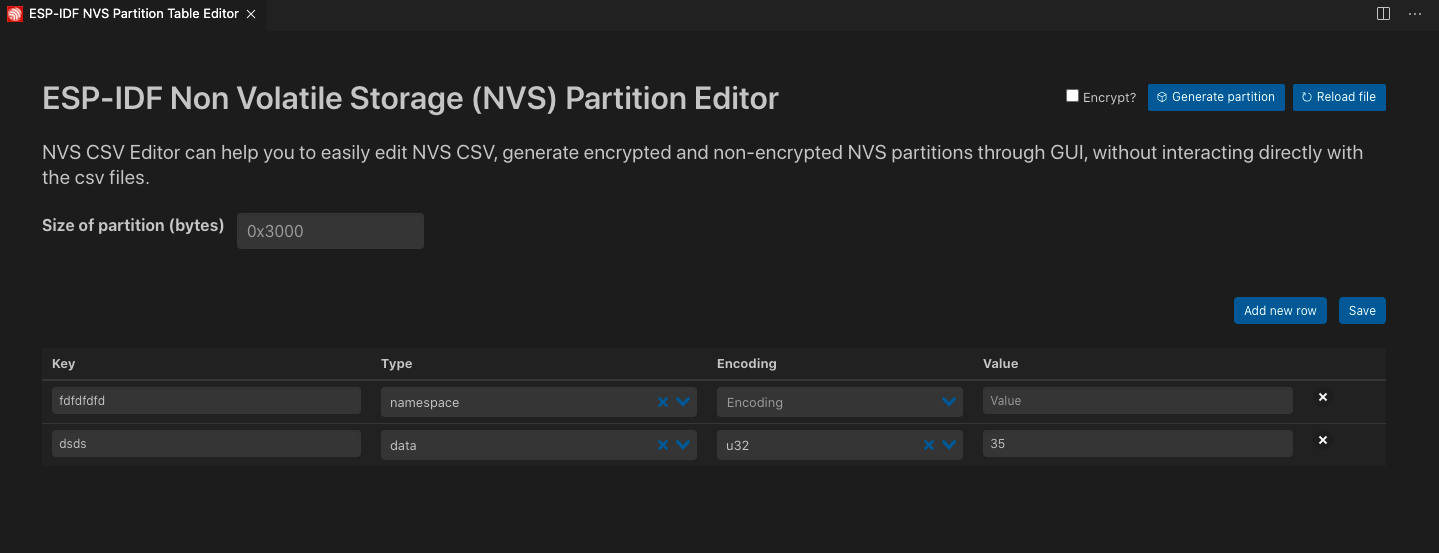 ESP-IDF NVS Partition Table Editor
ESP-IDF Non Volatile Storage (NVS) Partition Editor
Encrypt? Generate partition Reload file
NVS CSV Editor can help you to easily edit NVS CSV, generate encrypted and non-encrypted NVS partitions through GUI, without interacting directly with
the csv files.
Size of partition (bytes) 0x3000
Add new row Save
Key Type Encoding Value
fdfdfdfd namespace Encoding Value
dsds data u32 35